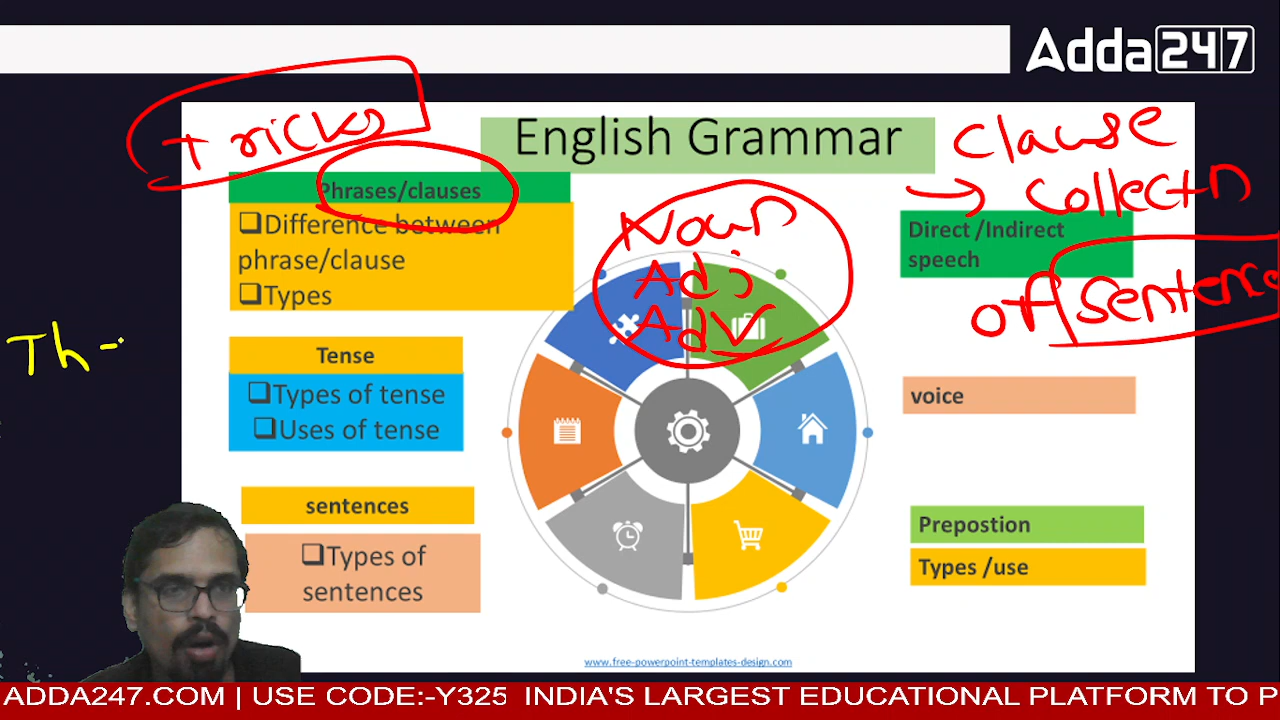 Adda247
English Grammar
tricks
Phrases/clauses
Difference between
phrase/clause
Types
Tense
Types of tense
Uses of tense
sentences
Types of
sentences
Th-
Noun
Adj
Adv
Clause
→ collectn
of sentence
Direct /Indirect
speech
voice
Prepostion
Types /use
www.free-powerpoint-templates-design.com
ADDA247.COM | USE CODE:-Y325 INDIA'S LARGEST EDUCATIONAL PLATFORM TO P